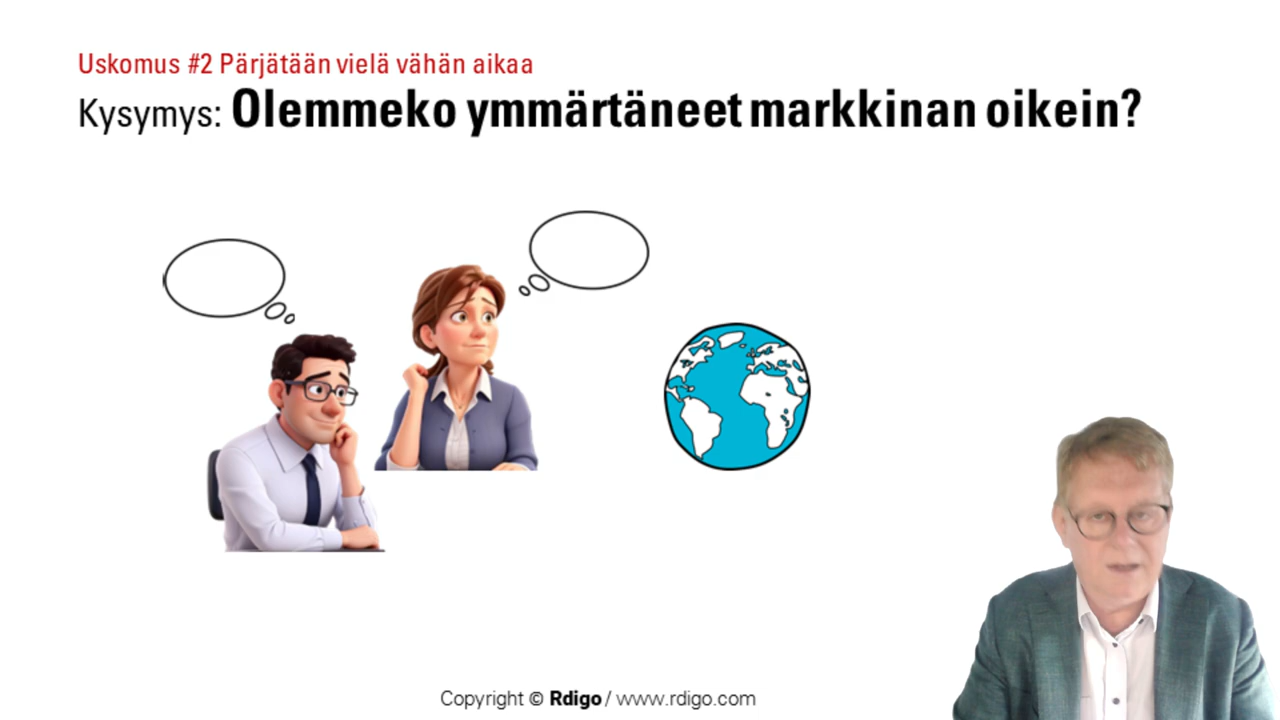 Uskomus #2 Pärjätään vielä vähän aikaa
Kysymys: Olemmeko ymmärtäneet markkinan oikein?
Copyright © Rdigo / www.rdigo.com